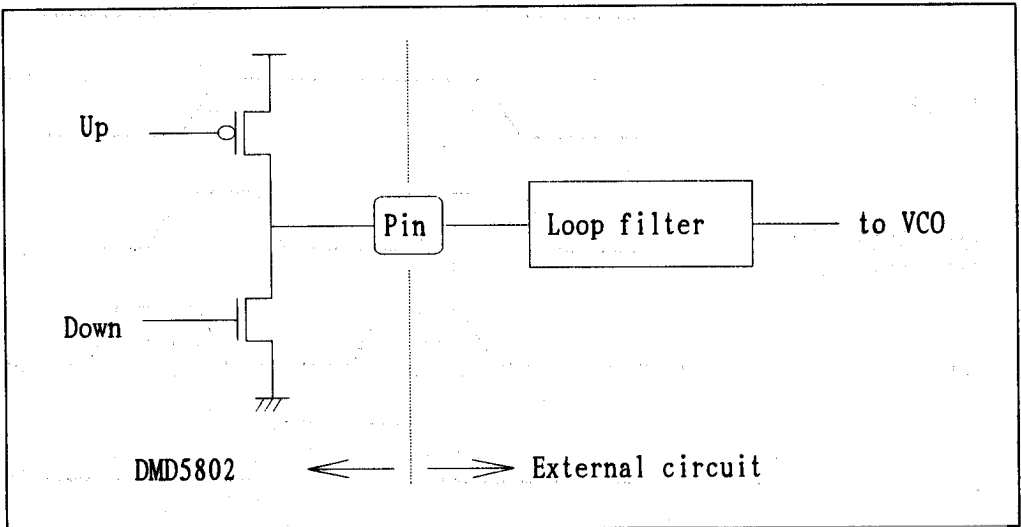 Up
Pin
Loop filter
to VCO
Down
DMD5802
External circuit